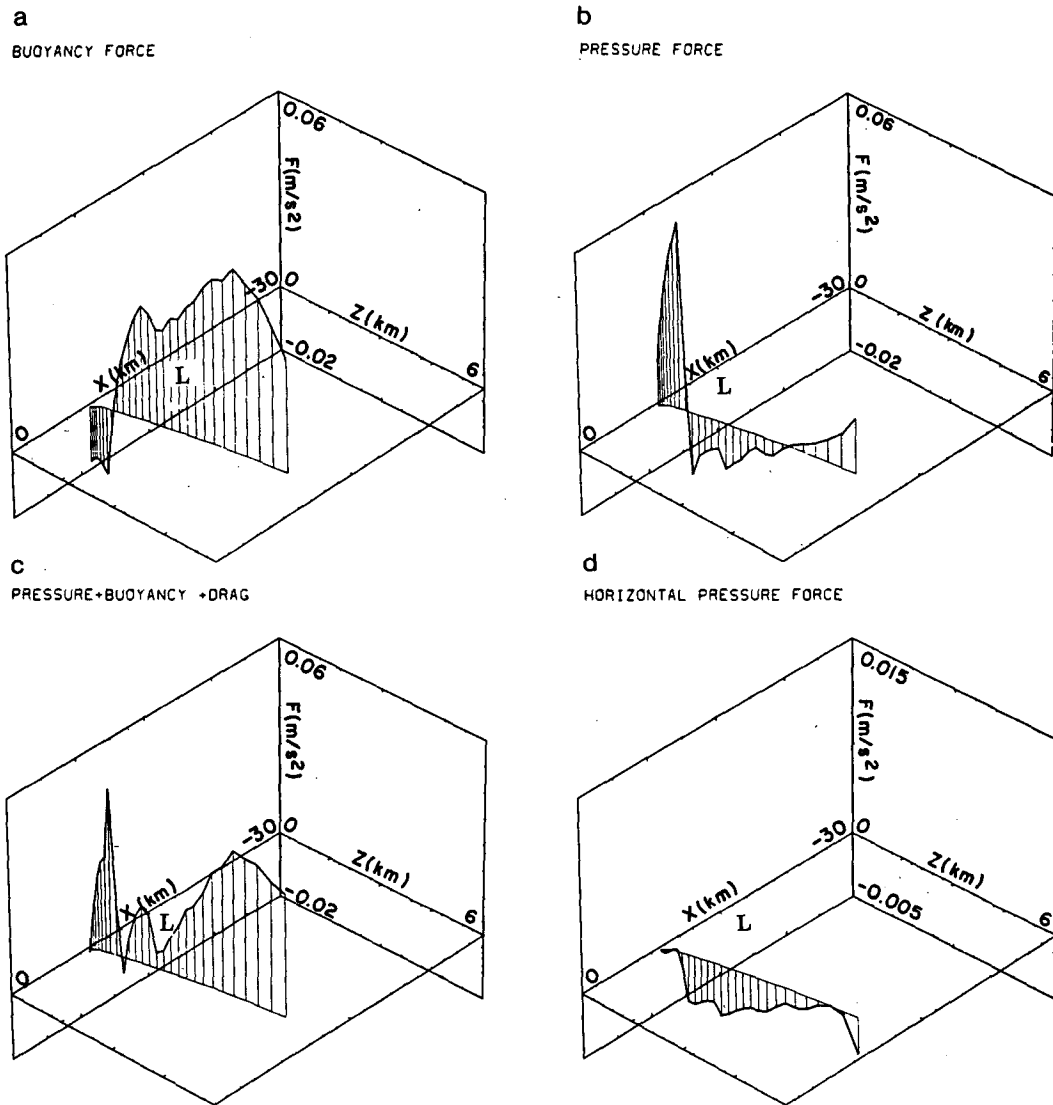 a
BUOYANCY FORCE
0.06
F(m/s2)
-30 0
Z(km)
-0.02
6
X(km)
L
0
b
PRESSURE FORCE
0.06
F(m/s2)
-30 0
Z(km)
-0.02
6
X(km)
L
0
c
PRESSURE+BUOYANCY +DRAG
0.06
F(m/s2)
-30 0
Z(km)
-0.02
6
X(km)
L
0
d
HORIZONTAL PRESSURE FORCE
0.015
F(m/s2)
-30 0
Z(km)
-0.005
6
X(km)
L
0